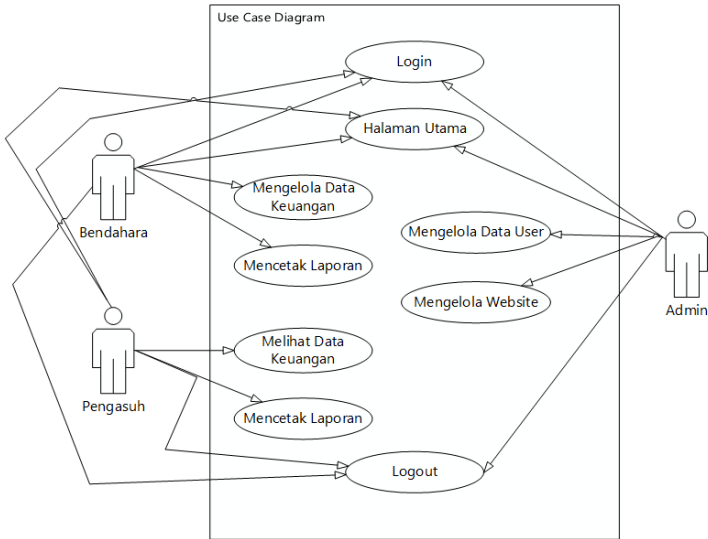 Use Case Diagram
Login
Halaman Utama
Mengelola Data
Keuangan
Bendahara
Mengelola Data User
Mencetak Laporan
Mengelola Website
Admin
Melihat Data
Keuangan
Pengasuh
Mencetak Laporan
Logout